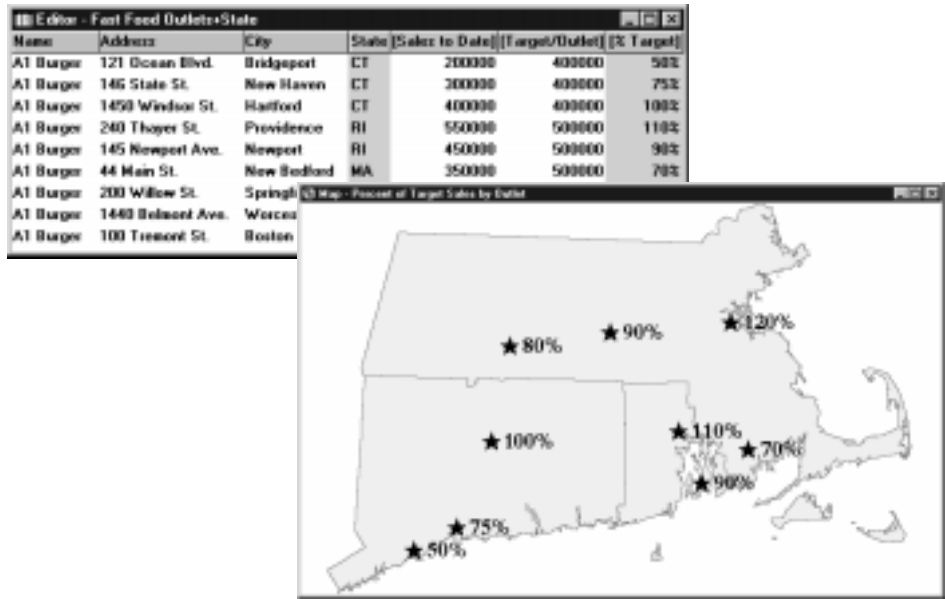 Editor - Fast Food Outlets+State
Name Address City State [Sales to Date] [Target/Outlet] [% Target]
A1 Burger 121 Ocean Blvd. Bridgeport CT 200000 400000 50%
A1 Burger 146 State St. New Haven CT 300000 400000 75%
A1 Burger 1450 Windsor St. Hartford CT 400000 400000 100%
A1 Burger 240 Thayer St. Providence RI 550000 500000 110%
A1 Burger 145 Newport Ave. Newport RI 450000 500000 90%
A1 Burger 44 Main St. New Bedford MA 350000 500000 70%
A1 Burger 200 Willow St. Springf
A1 Burger 1440 Belmont Ave. Worces
A1 Burger 100 Tremont St. Boston
Map - Percent of Target Sales by Outlet
120%
90%
80%
110%
100%
70%
90%
75%
50%